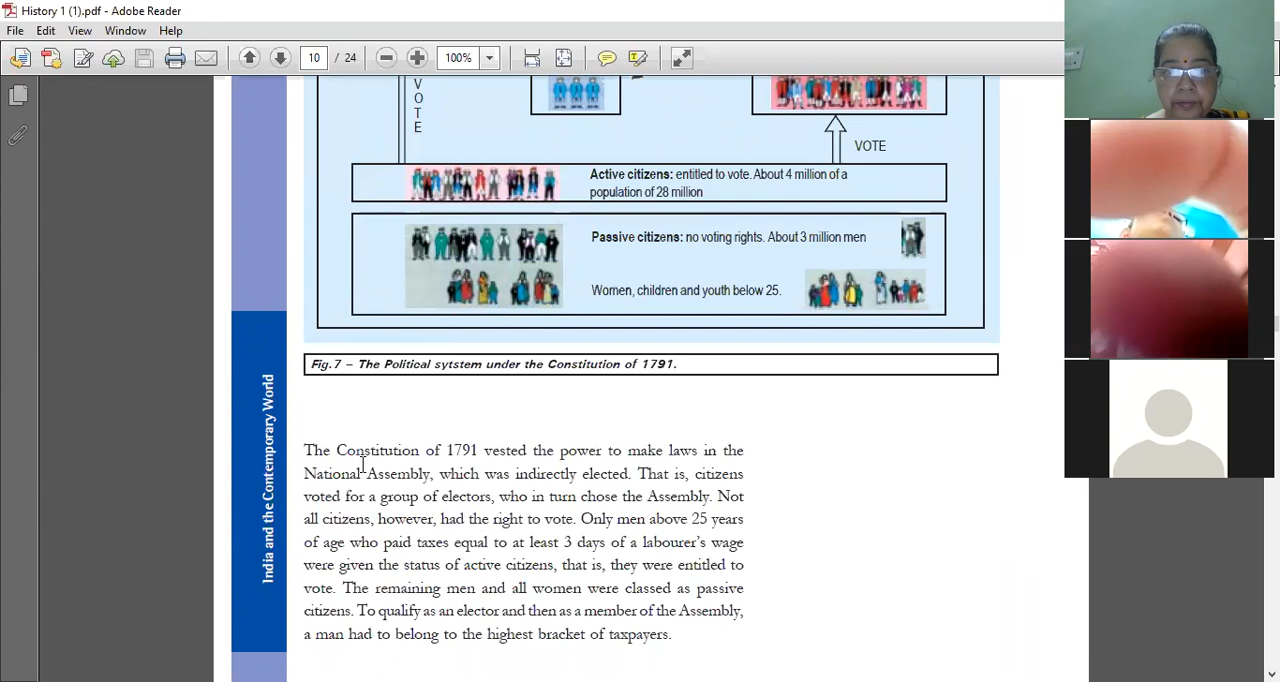 History 1 (1).pdf - Adobe Reader
File Edit View Window Help
10 / 24 100%
V
O
T
E
VOTE
Active citizens: entitled to vote. About 4 million of a
population of 28 million
Passive citizens: no voting rights. About 3 million men
Women, children and youth below 25.
Fig.7 – The Political sytstem under the Constitution of 1791.
India and the Contemporary World
The Constitution of 1791 vested the power to make laws in the
National Assembly, which was indirectly elected. That is, citizens
voted for a group of electors, who in turn chose the Assembly. Not
all citizens, however, had the right to vote. Only men above 25 years
of age who paid taxes equal to at least 3 days of a labourer's wage
were given the status of active citizens, that is, they were entitled to
vote. The remaining men and all women were classed as passive
citizens. To qualify as an elector and then as a member of the Assembly,
a man had to belong to the highest bracket of taxpayers.